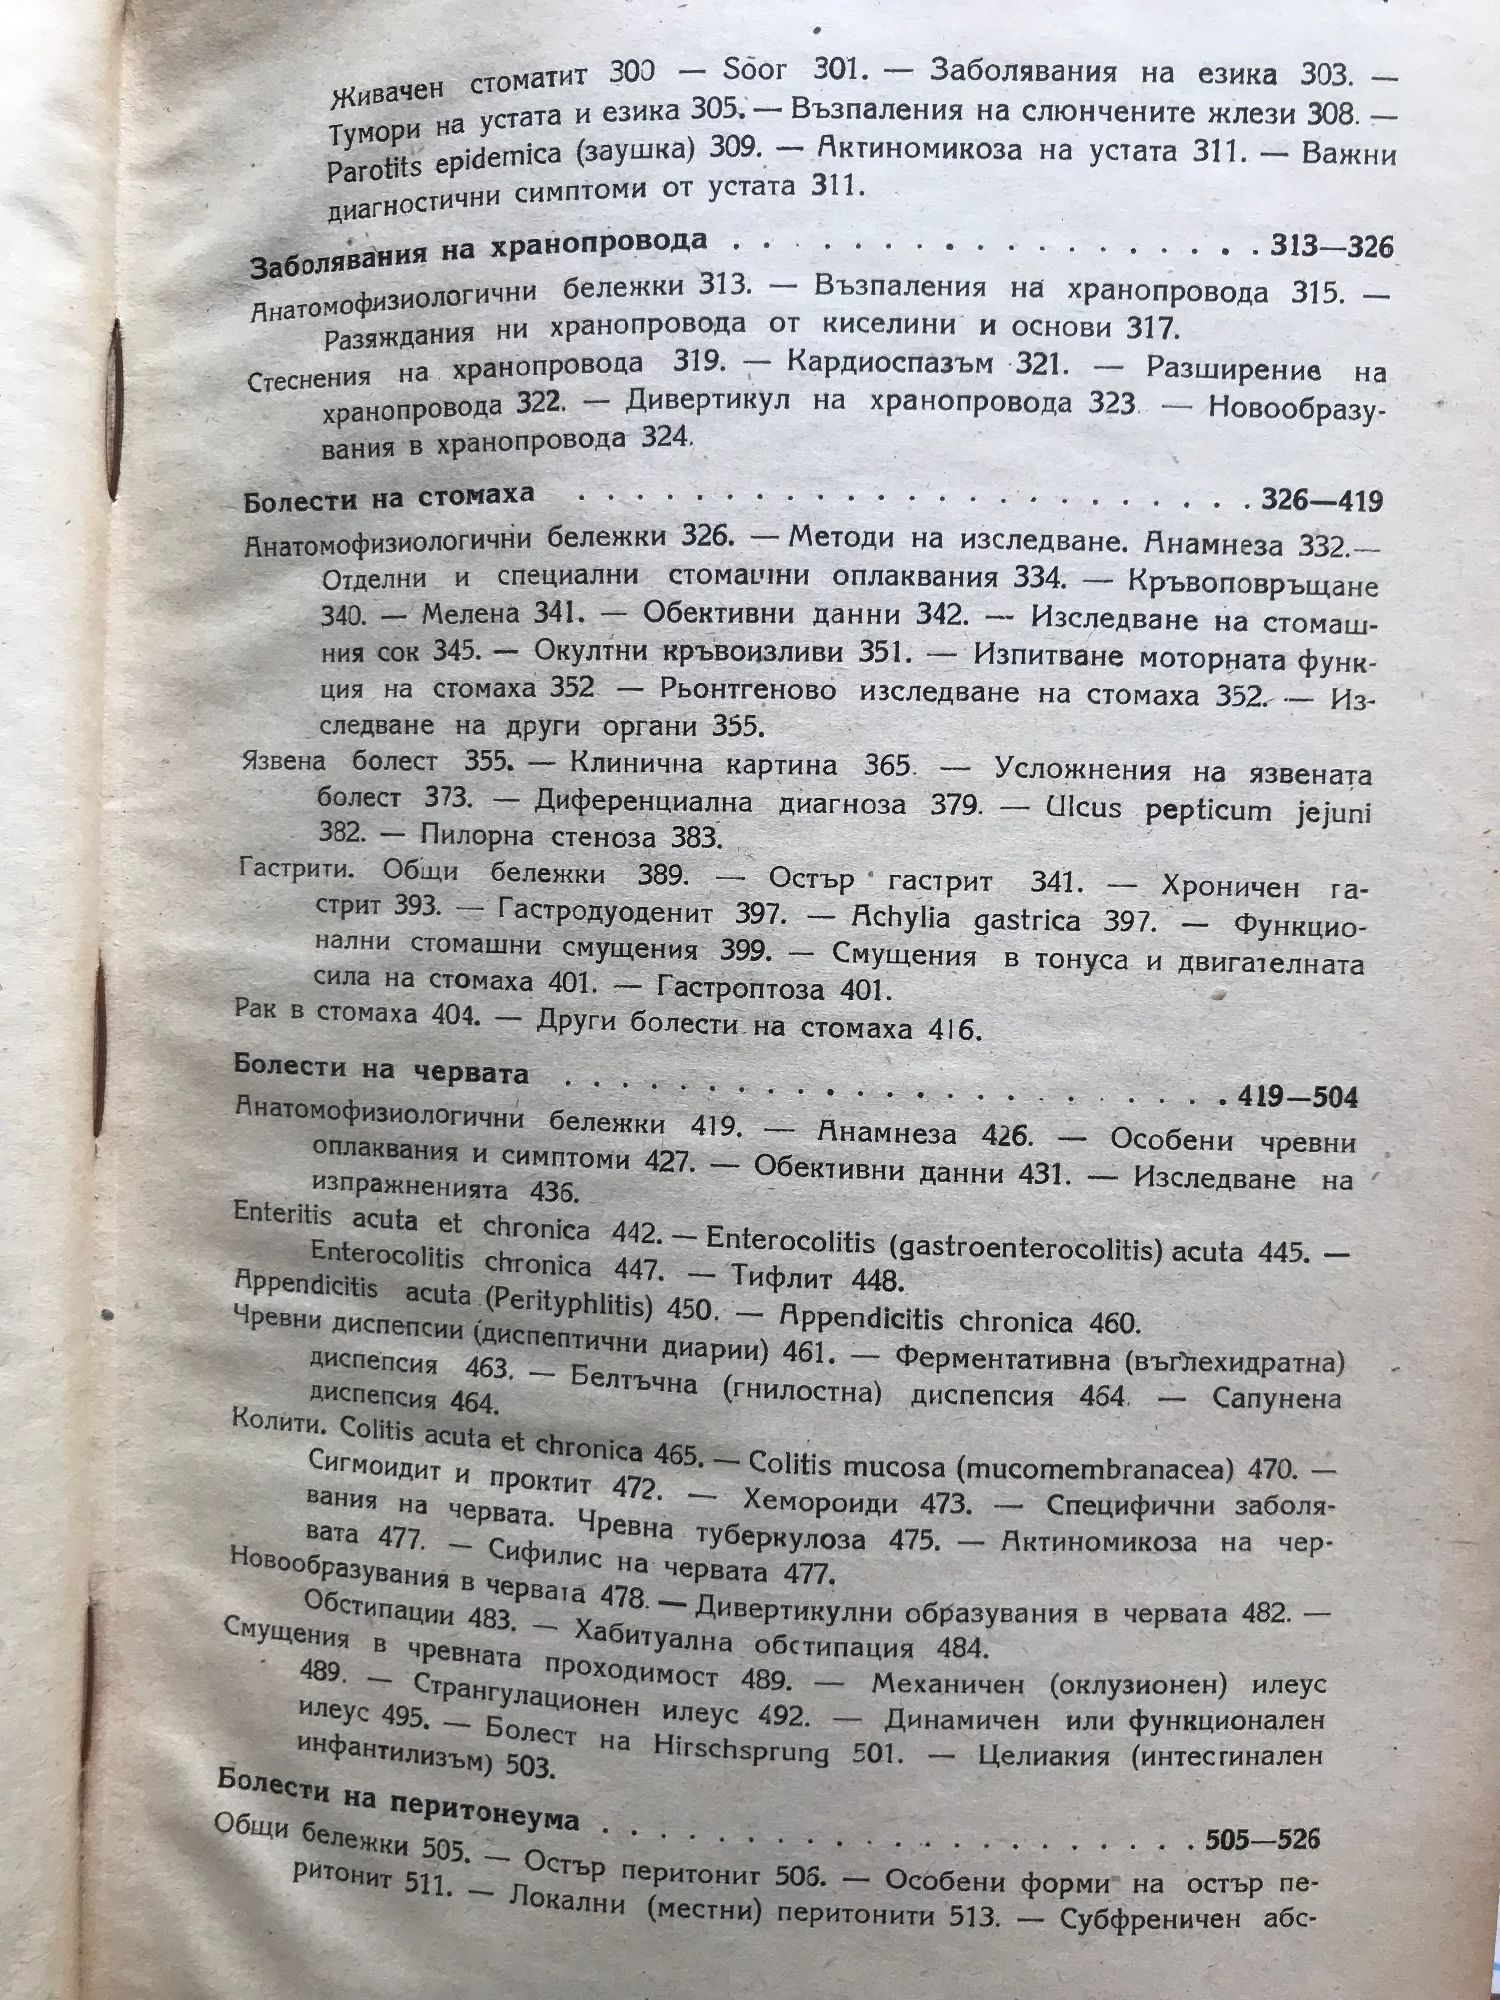 Живачен стоматит 300 — Soor 301. — Заболявания на езика 303. —
Тумори на устата и езика 305. — Възпаления на слюнчените жлези 308. —
Parotits epidemica (заушка) 309. — Актиномикоза на устата 311. — Важни
диагностични симптоми от устата 311.
Заболявания на хранопровода . . . . . . . . . . . . . . . . . . 313—326
Анатомофизиологични бележки 313. — Възпаления на хранопровода 315. —
Разяждания ни хранопровода от киселини и основи 317.
Стеснения на хранопровода 319. — Кардиоспазъм 321. — Разширение на
хранопровода 322. — Дивертикул на хранопровода 323. — Новообразу-
вания в хранопровода 324.
Болести на стомаха . . . . . . . . . . . . . . . . . . . . . . . 326—419
Анатомофизиологични бележки 326. — Методи на изследване. Анамнеза 332.—
Отделни и специални стомашни оплаквания 334. — Кръвоповръщане
340. — Мелена 341. — Обективни данни 342. — Изследване на стомаш-
ния сок 345. — Окултни кръвоизливи 351. — Изпитване моторната функ-
ция на стомаха 352 — Рьонтгеново изследване на стомаха 352. — Из-
следване на други органи 355.
Язвена болест 355. — Клинична картина 365. — Усложнения на язвената
болест 373. — Диференциална диагноза 379. — Ulcus pepticum jejuni
382. — Пилорна стеноза 383.
Гастрити. Общи бележки 389. — Остър гастрит 341. — Хроничен га-
стрит 393. — Гастродуоденит 397. — Achylia gastrica 397. — Функцио-
нални стомашни смущения 399. — Смущения в тонуса и двигателната
сила на стомаха 401. — Гастроптоза 401.
Рак в стомаха 404. — Други болести на стомаха 416.
Болести на червата . . . . . . . . . . . . . . . . . . . . . . . 419—504
Анатомофизиологични бележки 419. — Анамнеза 426. — Особени чревни
оплаквания и симптоми 427. — Обективни данни 431. — Изследване на
изпражненията 436.
Enteritis acuta et chronica 442. — Enterocolitis (gastroenterocolitis) acuta 445. —
Enterocolitis chronica 447. — Тифлит 448.
Appendicitis acuta (Perityphlitis) 450. — Appendicitis chronica 460.
Чревни диспепсии (диспептични диарии) 461. — Ферментативна (въглехидратна)
диспепсия 463. — Белтъчна (гнилостна) диспепсия 464. — Сапунена
диспепсия 464.
Колити. Colitis acuta et chronica 465. — Colitis mucosa (mucomembranacea) 470. —
Сигмоидит и проктит 472. — Хемороиди 473. — Специфични заболя-
вания на червата. Чревна туберкулоза 475. — Актиномикоза на чер-
вата 477. — Сифилис на червата 477.
Новообразувания в червата 478. — Дивертикулни образувания в червата 482. —
Обстипации 483. — Хабитуална обстипация 484.
Смущения в чревната проходимост 489. — Механичен (оклузионен) илеус
489. — Странгулационен илеус 492. — Динамичен или функционален
илеус 495. — Болест на Hirschsprung 501. — Целиакия (интестинален
инфантилизъм) 503.
Болести на перитонеума . . . . . . . . . . . . . . . . . . . . . 505—526
Общи бележки 505. — Остър перитонит 506. — Особени форми на остър пе-
ритонит 511. — Локални (местни) перитонити 513. — Субфреничен абс-